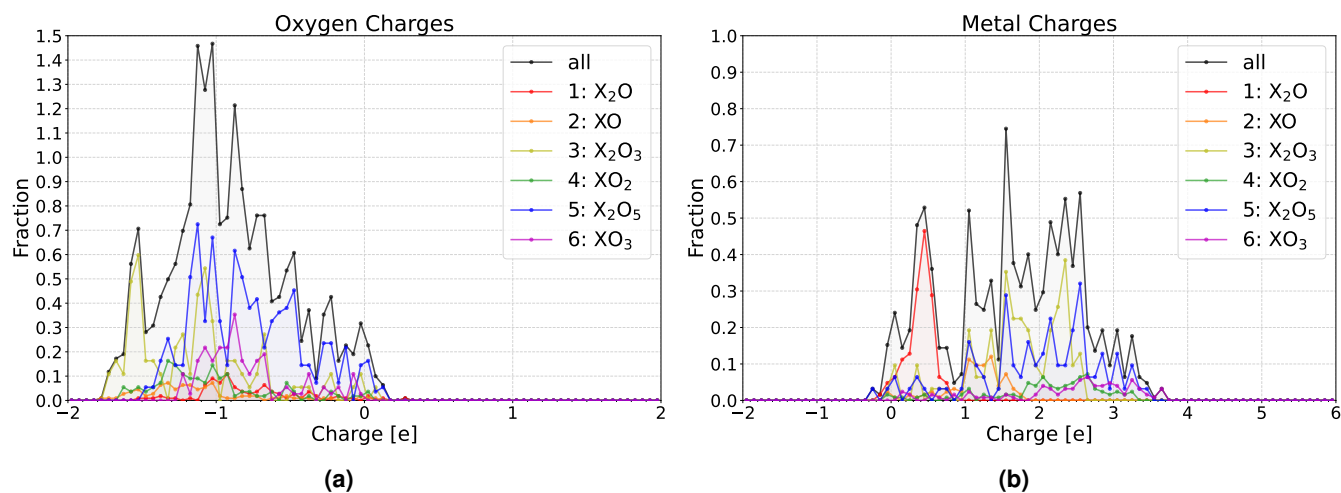 Oxygen Charges
1.5
1.4
1.3
1.2
1.1
1.0
0.9
0.8
0.7
0.6
0.5
0.4
0.3
0.2
0.1
0.0
Fraction
all
1: X₂O
2: XO
3: X₂O₃
4: XO₂
5: X₂O₅
6: XO₃
−2 −1 0 1 2
Charge [e]
(a)
Metal Charges
1.0
0.9
0.8
0.7
0.6
0.5
0.4
0.3
0.2
0.1
0.0
Fraction
all
1: X₂O
2: XO
3: X₂O₃
4: XO₂
5: X₂O₅
6: XO₃
−2 −1 0 1 2 3 4 5 6
Charge [e]
(b)